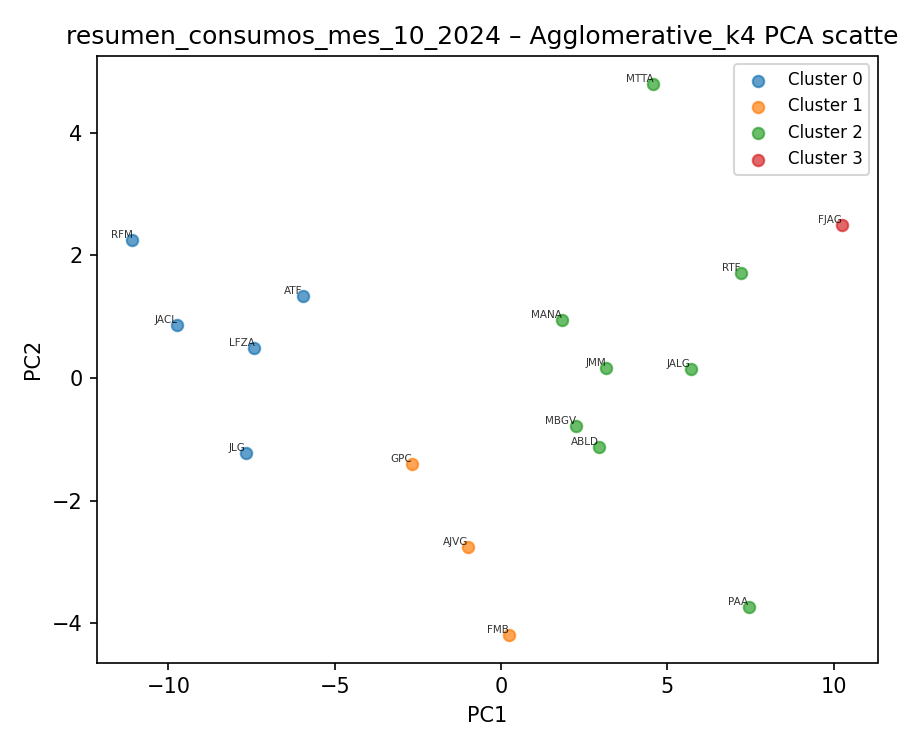 resumen_consumos_mes_10_2024 – Agglomerative_k4 PCA scatte
Cluster 0
Cluster 1
Cluster 2
Cluster 3
MTTA
FJAG
RFM
RTF
ATF
JACL
MANA
LFZA
JMM
JALG
MBGV
ABLD
JLG
GPC
AJVG
PAA
FMB
4
2
0
−2
−4
PC2
−10
−5
0
5
10
PC1